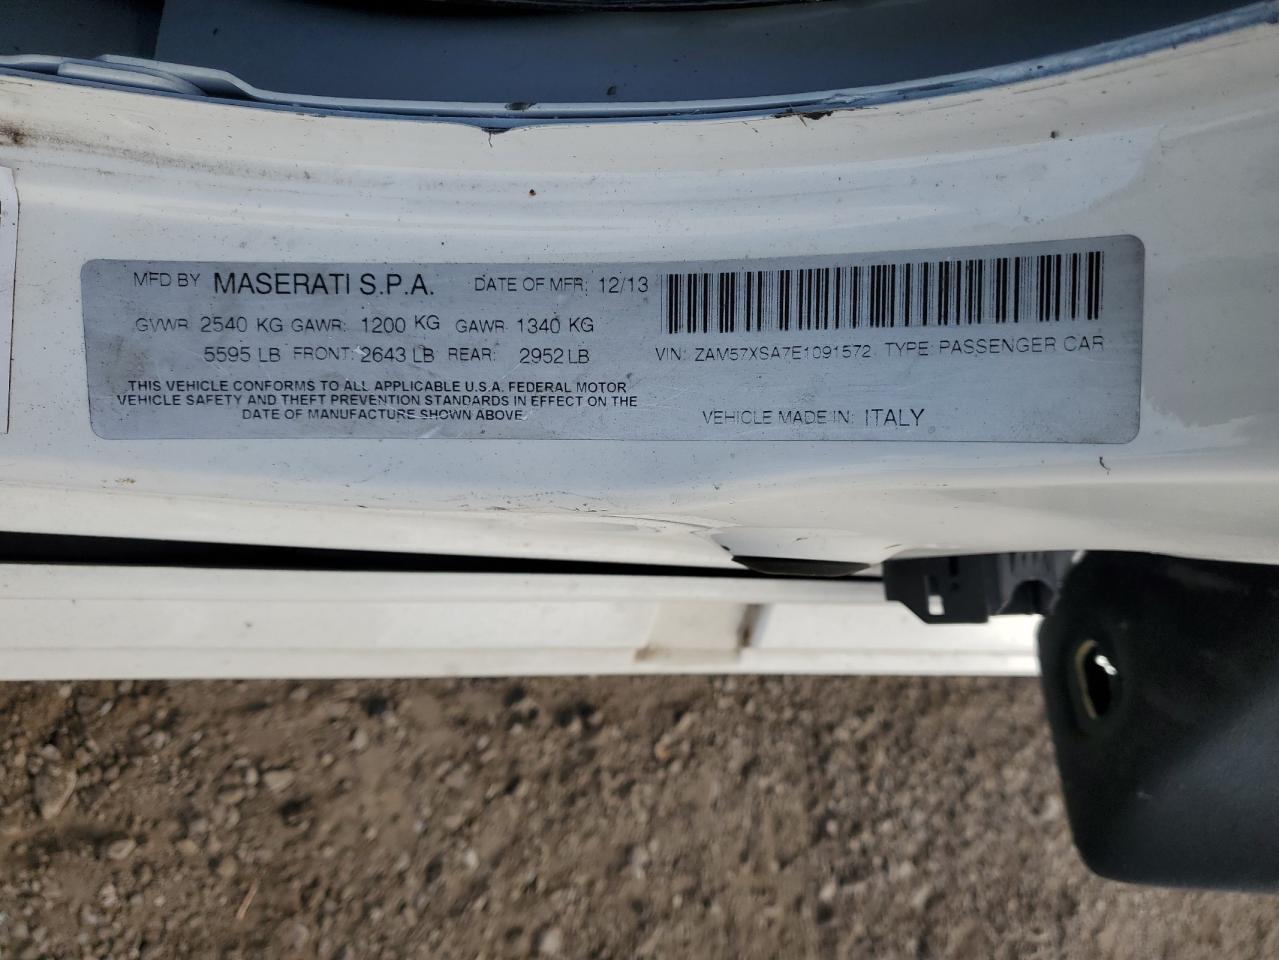 MFD BY MASERATI S.P.A. DATE OF MFR: 12/13
GVWR 2540 KG GAWR: 1200 KG GAWR: 1340 KG
5595 LB FRONT: 2643 LB REAR: 2952 LB
THIS VEHICLE CONFORMS TO ALL APPLICABLE U.S.A. FEDERAL MOTOR
VEHICLE SAFETY AND THEFT PREVENTION STANDARDS IN EFFECT ON THE
DATE OF MANUFACTURE SHOWN ABOVE
VIN: ZAM57XSA7E1091572 TYPE: PASSENGER CAR
VEHICLE MADE IN: ITALY